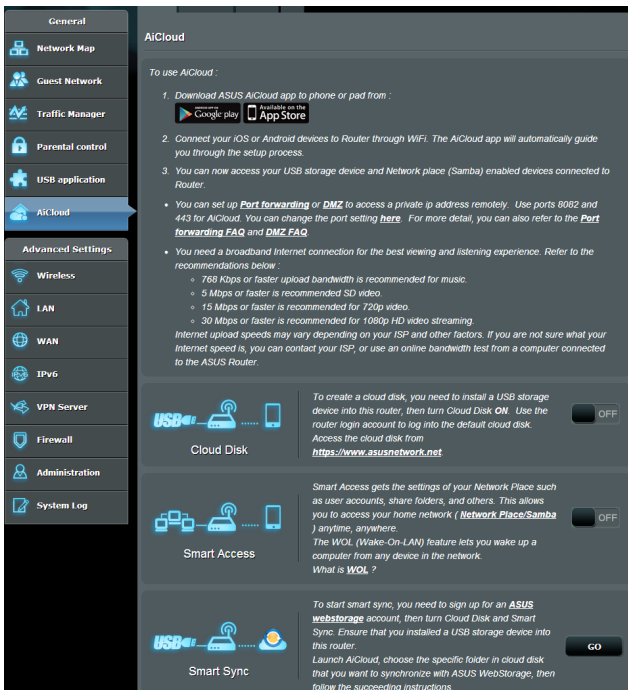 General
Network Map
Guest Network
Traffic Manager
Parental control
USB application
AiCloud
Advanced Settings
Wireless
LAN
WAN
IPv6
VPN Server
Firewall
Administration
System Log
AiCloud
To use AiCloud :
1. Download ASUS AiCloud app to phone or pad from :
ANDROID APP ON
Google play
Available on the
App Store
2. Connect your iOS or Android devices to Router through WiFi. The AiCloud app will automatically guide
you through the setup process.
3. You can now access your USB storage device and Network place (Samba) enabled devices connected to
Router.
• You can set up Port forwarding or DMZ to access a private ip address remotely. Use ports 8082 and
443 for AiCloud. You can change the port setting here. For more detail, you can also refer to the Port
forwarding FAQ and DMZ FAQ.
• You need a broadband Internet connection for the best viewing and listening experience. Refer to the
recommendations below :
◦ 768 Kbps or faster upload bandwidth is recommended for music.
◦ 5 Mbps or faster is recommended SD video.
◦ 15 Mbps or faster is recommended for 720p video.
◦ 30 Mbps or faster is recommended for 1080p HD video streaming.
Internet upload speeds may vary depending on your ISP and other factors. If you are not sure what your
Internet speed is, you can contact your ISP, or use an online bandwidth test from a computer connected
to the ASUS Router.
USB
Cloud Disk
To create a cloud disk, you need to install a USB storage
device into this router, then turn Cloud Disk ON. Use the
router login account to log into the default cloud disk.
Access the cloud disk from
https://www.asusnetwork.net.
OFF
Smart Access
Smart Access gets the settings of your Network Place such
as user accounts, share folders, and others. This allows
you to access your home network ( Network Place/Samba
) anytime, anywhere.
The WOL (Wake-On-LAN) feature lets you wake up a
computer from any device in the network.
What is WOL ?
OFF
USB
Smart Sync
To start smart sync, you need to sign up for an ASUS
webstorage account, then turn Cloud Disk and Smart
Sync. Ensure that you installed a USB storage device into
this router.
Launch AiCloud, choose the specific folder in cloud disk
that you want to synchronize with ASUS WebStorage, then
follow the succeeding instructions.
GO